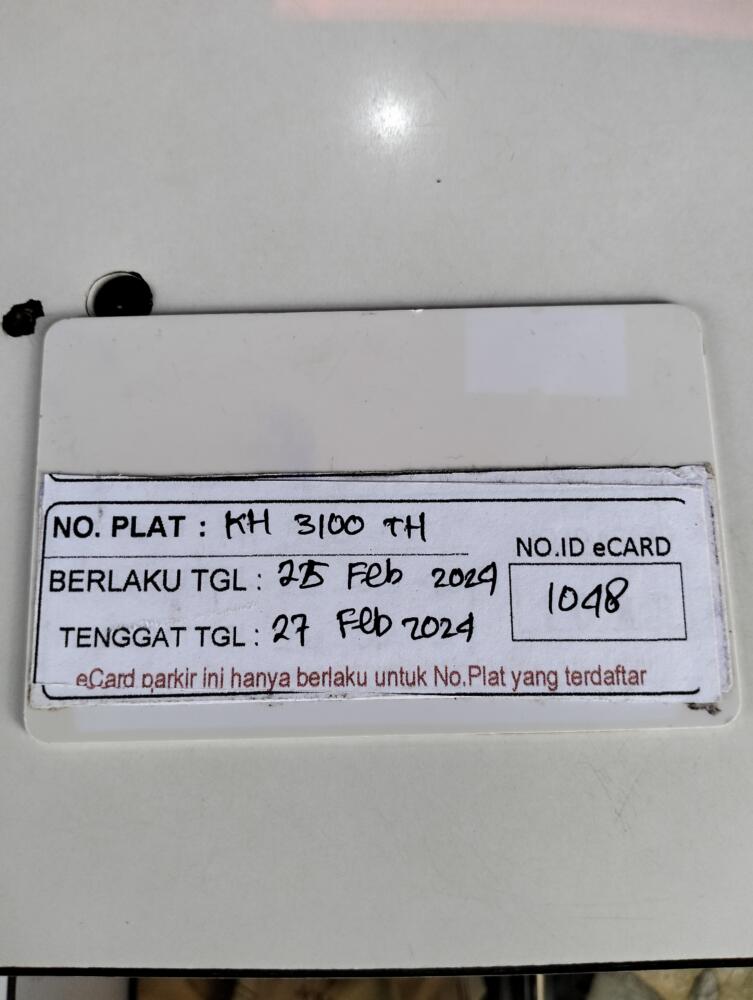 NO. PLAT : KH 3100 TH
BERLAKU TGL : 25 Feb 2024
TENGGAT TGL : 27 Feb 2024
NO.ID eCARD
1048
eCard parkir ini hanya berlaku untuk No.Plat yang terdaftar